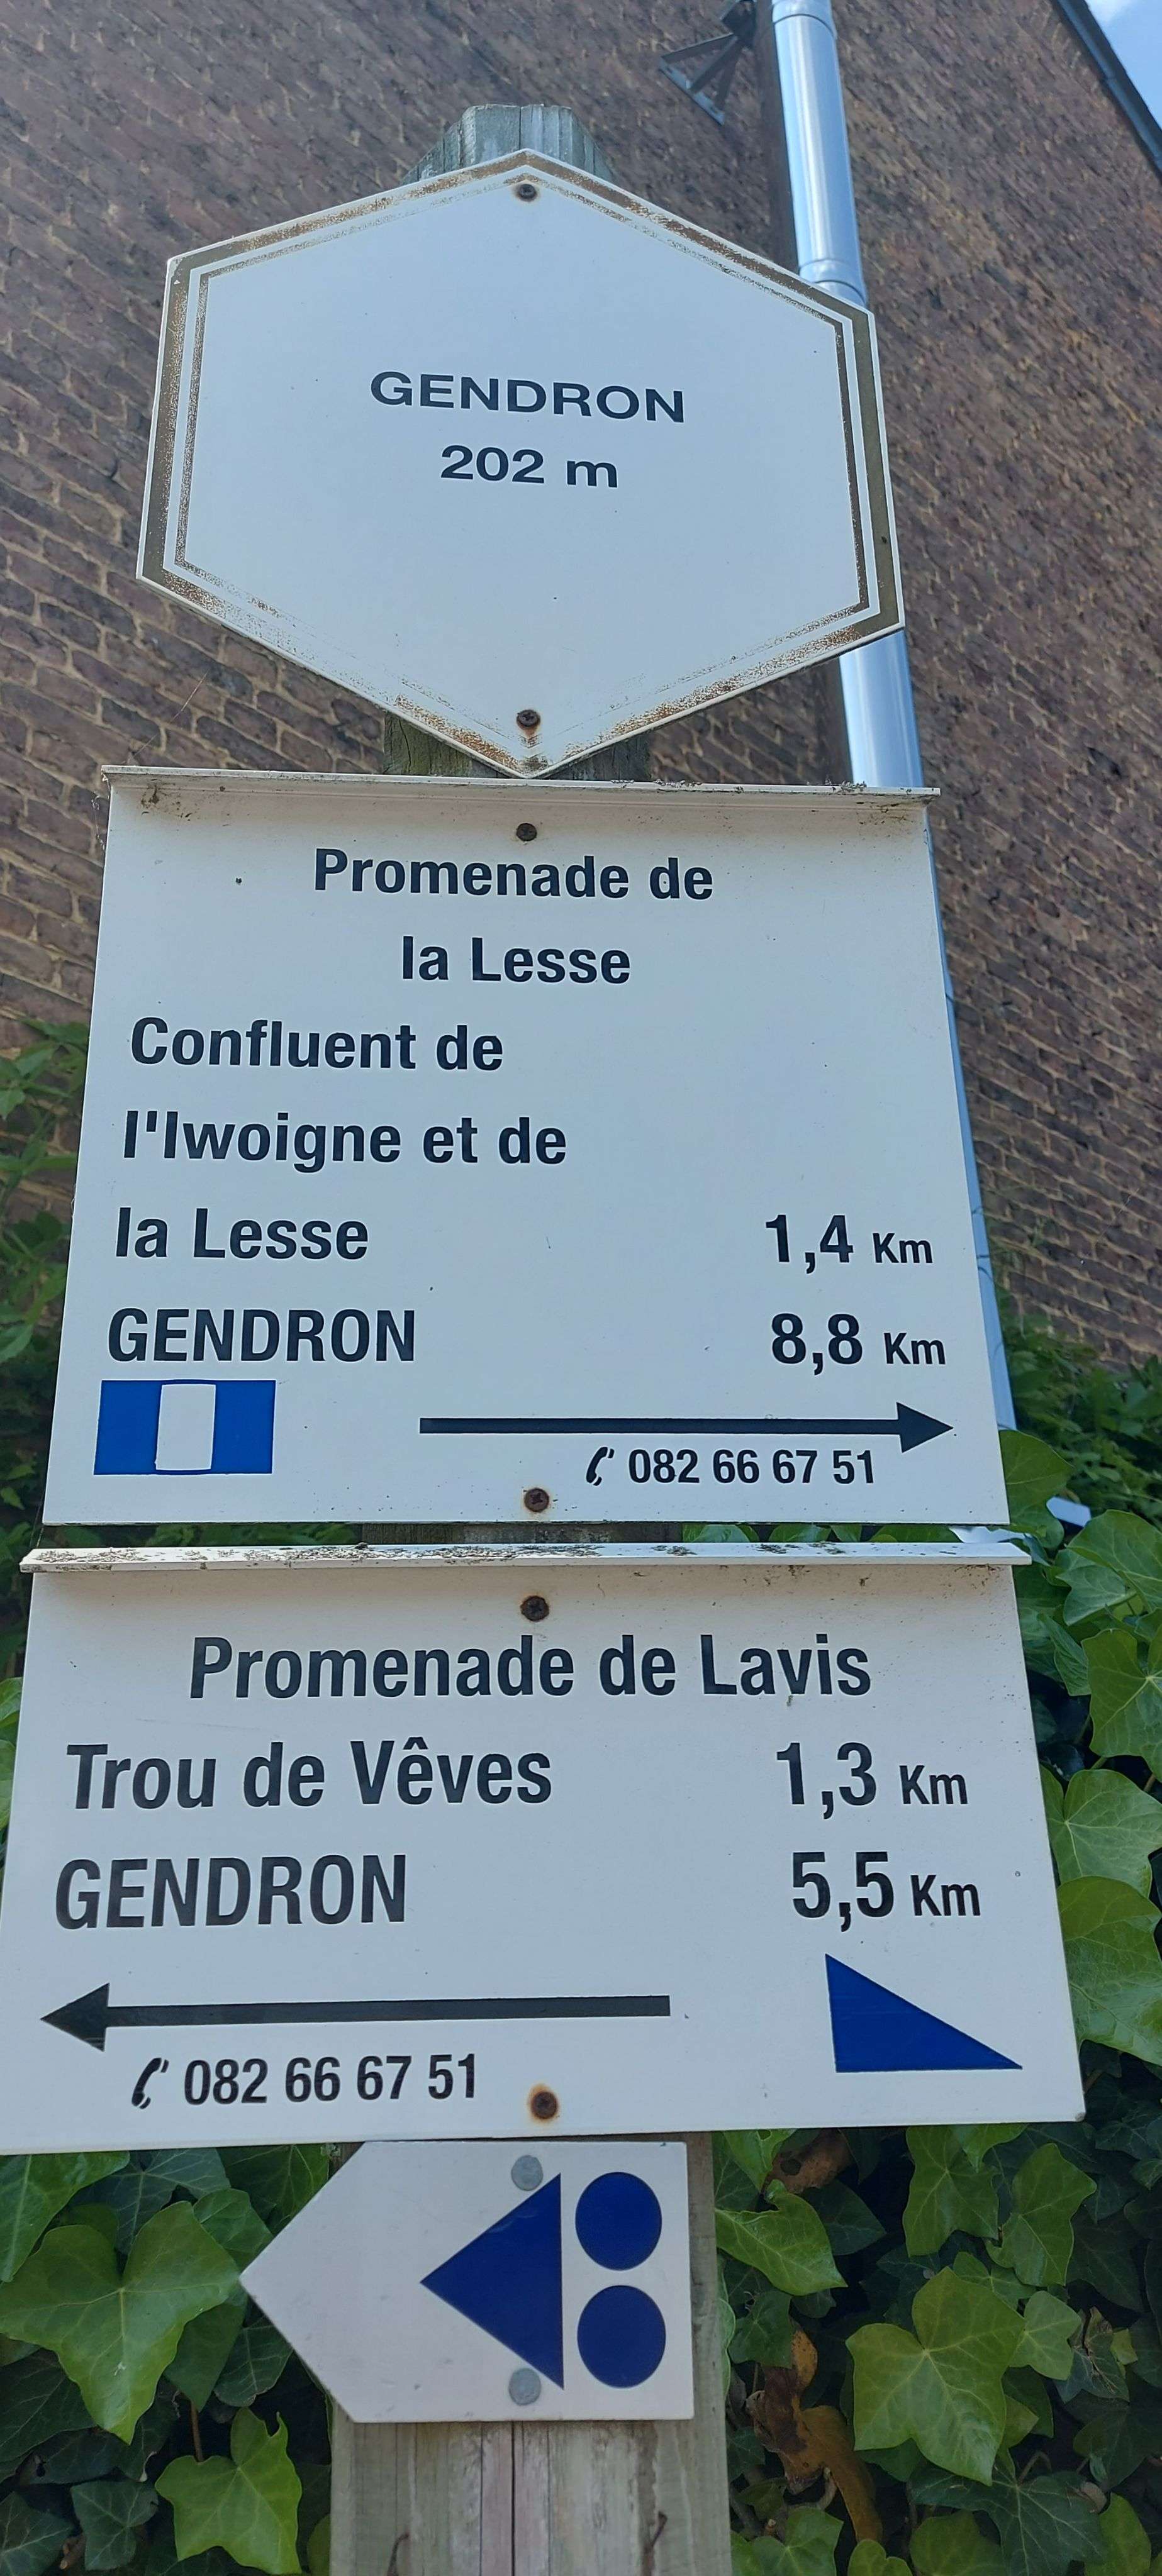 GENDRON
202 m
Promenade de
la Lesse
Confluent de
l'Iwoigne et de
la Lesse 1,4 Km
GENDRON 8,8 Km
082 66 67 51
Promenade de Lavis
Trou de Vêves 1,3 Km
GENDRON 5,5 Km
082 66 67 51